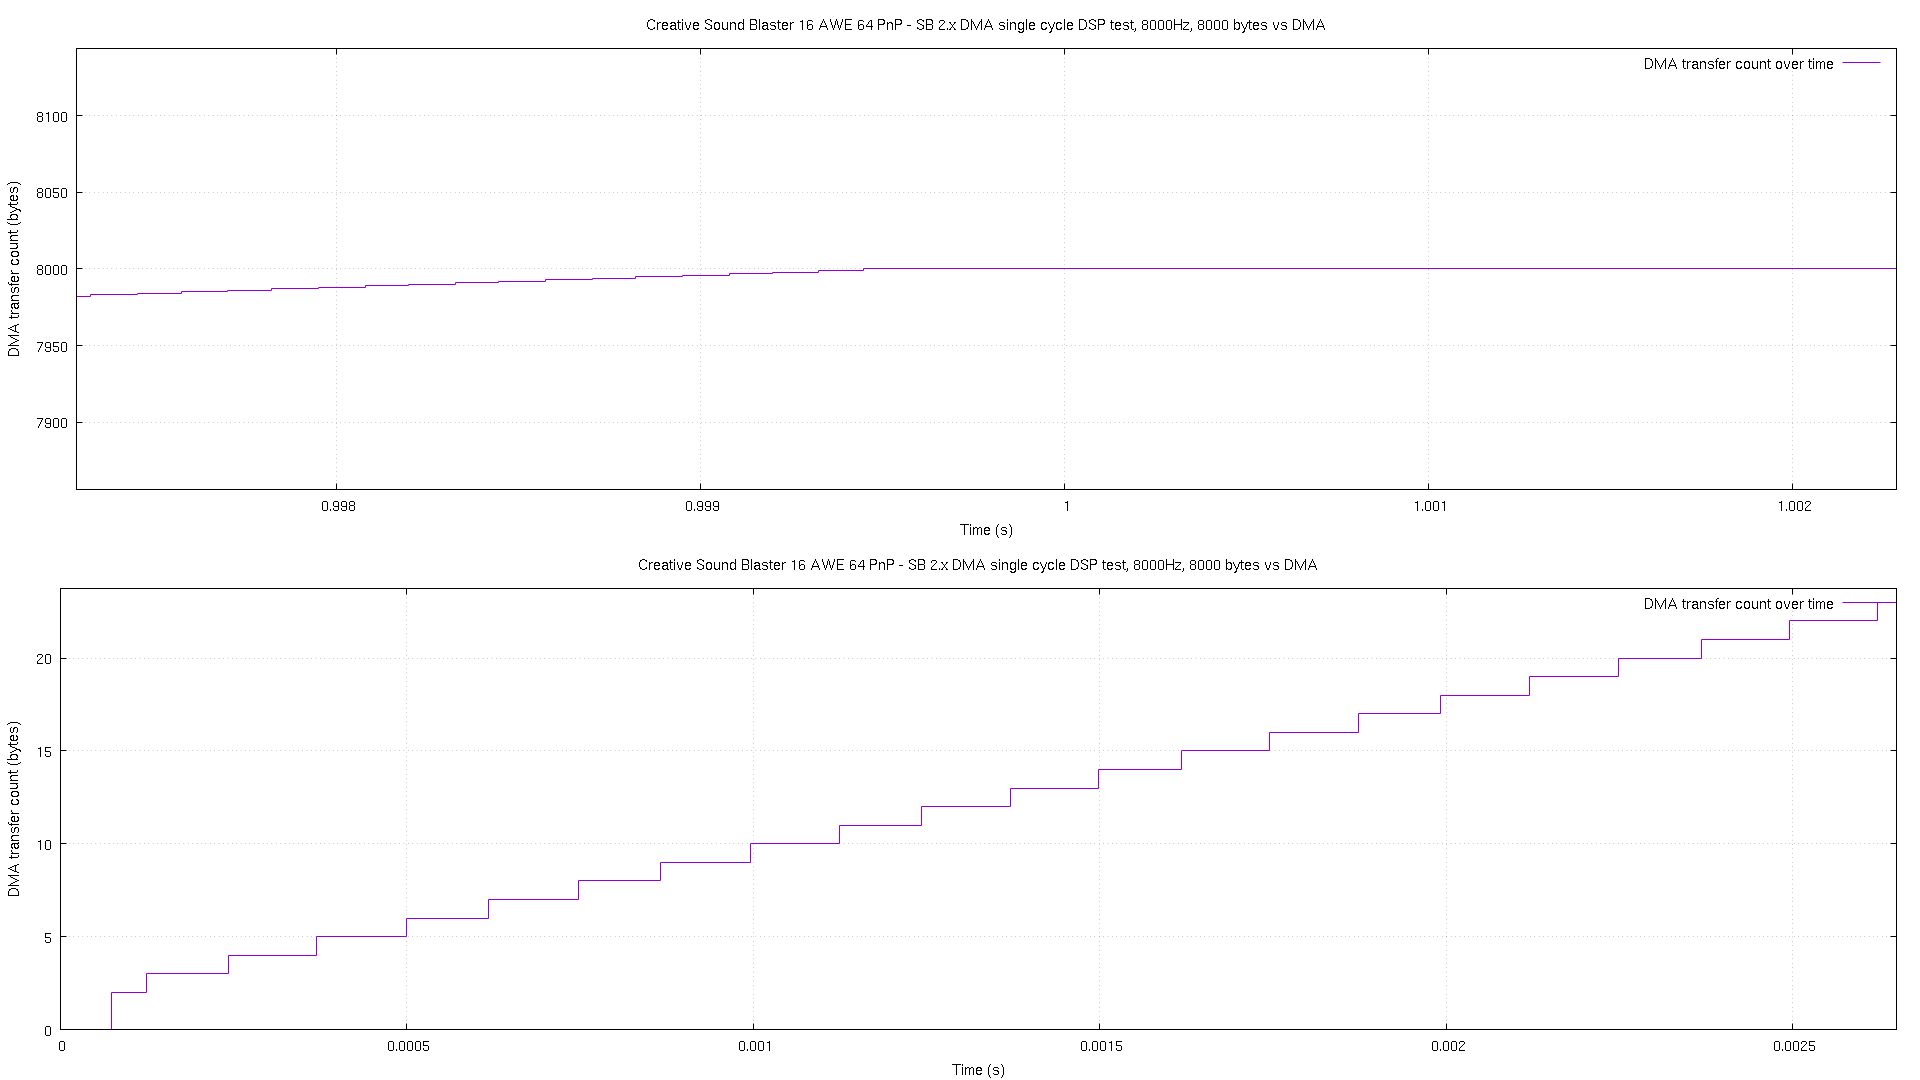 Creative Sound Blaster 16 AWE 64 PnP - SB 2.x DMA single cycle DSP test, 8000Hz, 8000 bytes vs DMA
DMA transfer count over time
8100
8050
8000
7950
7900
DMA transfer count (bytes)
0.998 0.999 1 1.001 1.002
Time (s)
Creative Sound Blaster 16 AWE 64 PnP - SB 2.x DMA single cycle DSP test, 8000Hz, 8000 bytes vs DMA
DMA transfer count over time
20
15
10
5
0
DMA transfer count (bytes)
0 0.0005 0.001 0.0015 0.002 0.0025
Time (s)